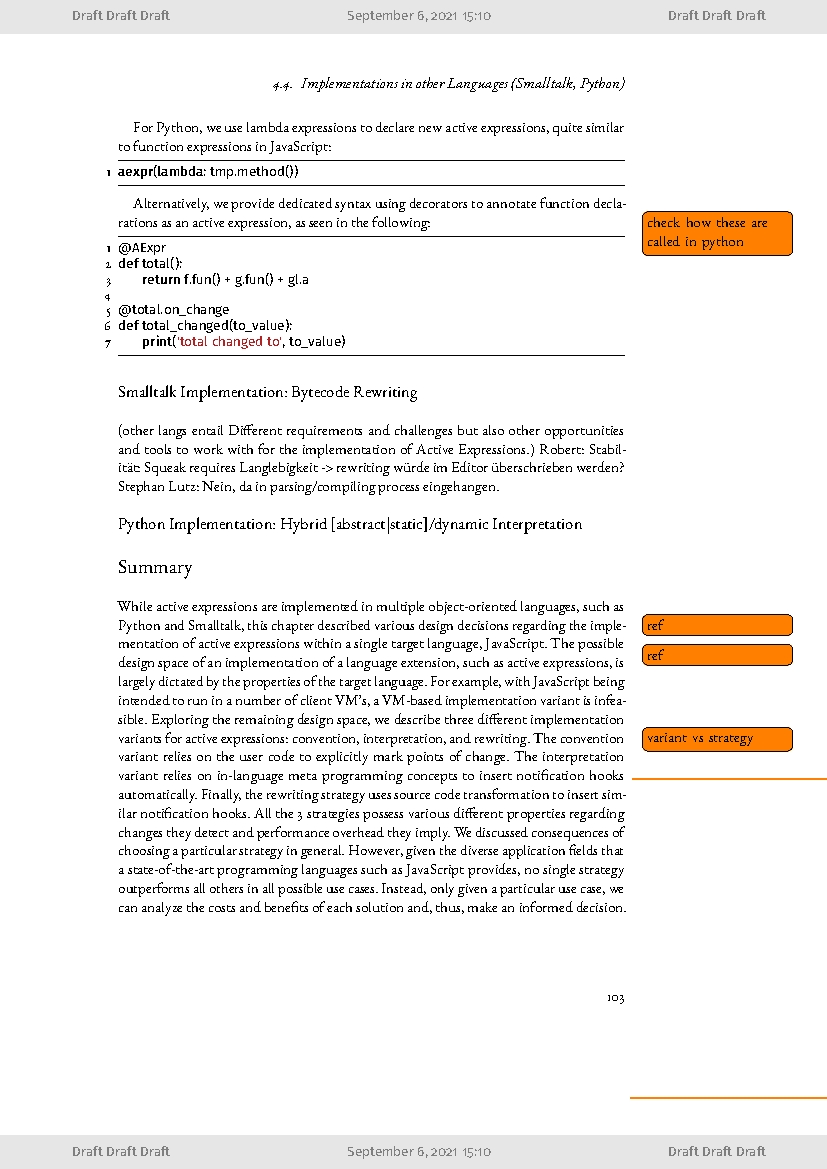 Draft Draft Draft September 6, 2021 15:10 Draft Draft Draft
4.4. Implementations in other Languages (Smalltalk, Python)
For Python, we use lambda expressions to declare new active expressions, quite similar
to function expressions in JavaScript:
1 aexpr(lambda: tmp.method())
Alternatively, we provide dedicated syntax using decorators to annotate function decla-
rations as an active expression, as seen in the following:
check how these are
called in python
1 @AExpr
2 def total():
3 return f.fun() + g.fun() + gl.a
4
5 @total.on_change
6 def total_changed(to_value):
7 print('total changed to', to_value)
Smalltalk Implementation: Bytecode Rewriting
(other langs entail Different requirements and challenges but also other opportunities
and tools to work with for the implementation of Active Expressions.) Robert: Stabil-
ität: Squeak requires Langlebigkeit -> rewriting würde im Editor überschrieben werden?
Stephan Lutz: Nein, da in parsing/compiling process eingehangen.
Python Implementation: Hybrid [abstract|static]/dynamic Interpretation
Summary
While active expressions are implemented in multiple object-oriented languages, such as
Python and Smalltalk, this chapter described various design decisions regarding the imple-
mentation of active expressions within a single target language, JavaScript. The possible
design space of an implementation of a language extension, such as active expressions, is
largely dictated by the properties of the target language. For example, with JavaScript being
intended to run in a number of client VM's, a VM-based implementation variant is infea-
sible. Exploring the remaining design space, we describe three different implementation
variants for active expressions: convention, interpretation, and rewriting. The convention
variant relies on the user code to explicitly mark points of change. The interpretation
variant relies on in-language meta programming concepts to insert notification hooks
automatically. Finally, the rewriting strategy uses source code transformation to insert sim-
ilar notification hooks. All the 3 strategies possess various different properties regarding
changes they detect and performance overhead they imply. We discussed consequences of
choosing a particular strategy in general. However, given the diverse application fields that
a state-of-the-art programming languages such as JavaScript provides, no single strategy
outperforms all others in all possible use cases. Instead, only given a particular use case, we
can analyze the costs and benefits of each solution and, thus, make an informed decision.
ref
ref
variant vs strategy
103
Draft Draft Draft September 6, 2021 15:10 Draft Draft Draft